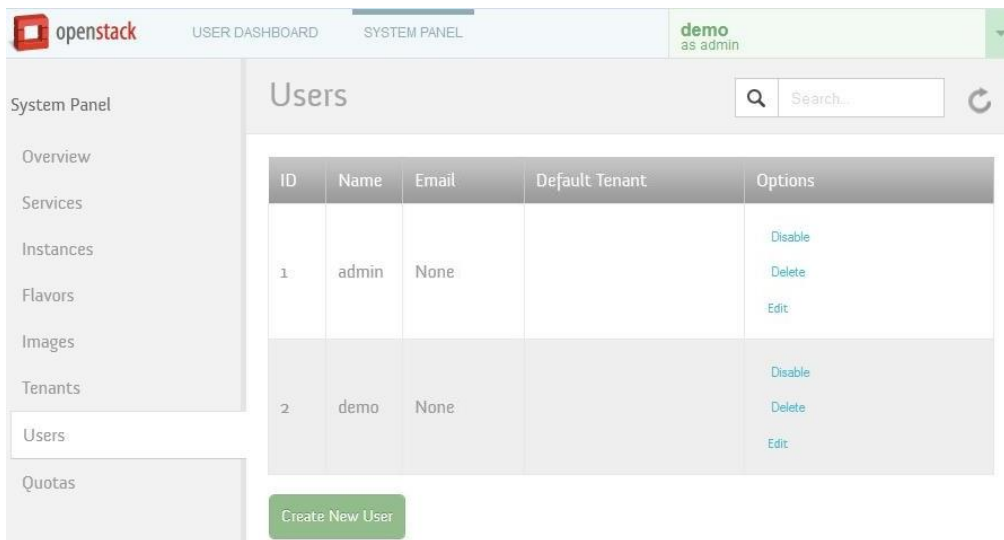 openstack USER DASHBOARD SYSTEM PANEL demo
as admin
System Panel
Overview
Services
Instances
Flavors
Images
Tenants
Users
Quotas
Users
Search...
ID Name Email Default Tenant Options
1 admin None
Disable
Delete
Edit
2 demo None
Disable
Delete
Edit
Create New User